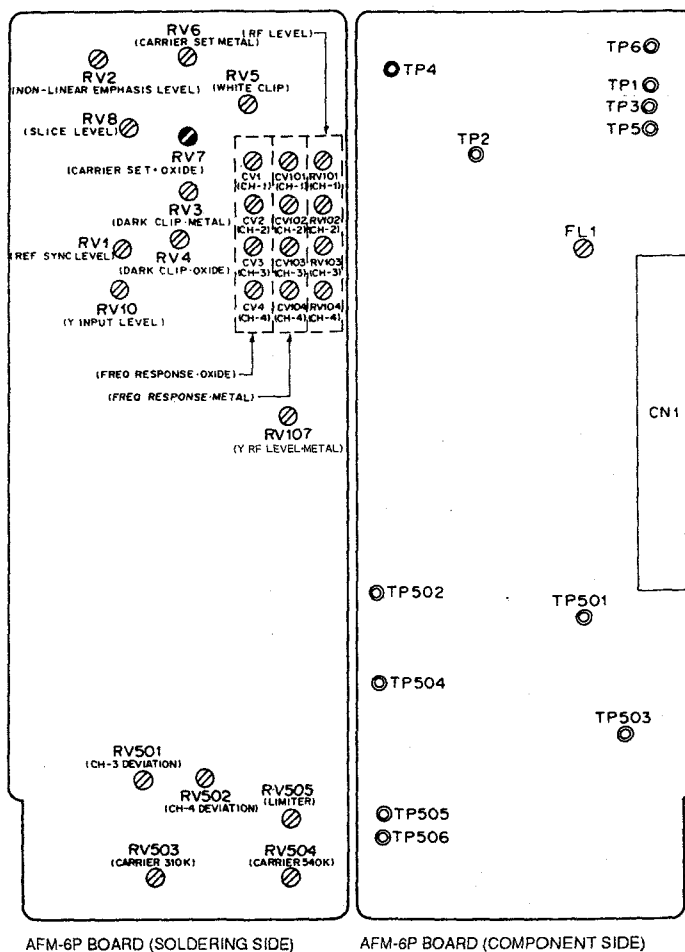 RV6
(CARRIER SET METAL)
(RF LEVEL)
RV2
(NON-LINEAR EMPHASIS LEVEL)
RV5
(WHITE CLIP)
RV8
(SLICE LEVEL)
RV7
(CARRIER SET·OXIDE)
CV1
(CH-1)
CV101
(CH-1)
RV101
(CH-1)
RV3
(DARK CLIP·METAL)
CV2
(CH-2)
CV102
(CH-2)
RV102
(CH-2)
RV1
(REF SYNC LEVEL)
RV4
(DARK CLIP·OXIDE)
CV3
(CH-3)
CV103
(CH-3)
RV103
(CH-3)
RV10
(Y INPUT LEVEL)
CV4
(CH-4)
CV104
(CH-4)
RV104
(CH-4)
(FREQ RESPONSE·OXIDE)
(FREQ RESPONSE·METAL)
RV107
(Y RF LEVEL·METAL)
RV501
(CH-3 DEVIATION)
RV502
(CH-4 DEVIATION)
RV505
(LIMITER)
RV503
(CARRIER 310K)
RV504
(CARRIER 540K)
AFM-6P BOARD (SOLDERING SIDE)
TP6
TP4
TP1
TP3
TP5
TP2
FL1
CN1
TP502
TP501
TP504
TP503
TP505
TP506
AFM-6P BOARD (COMPONENT SIDE)